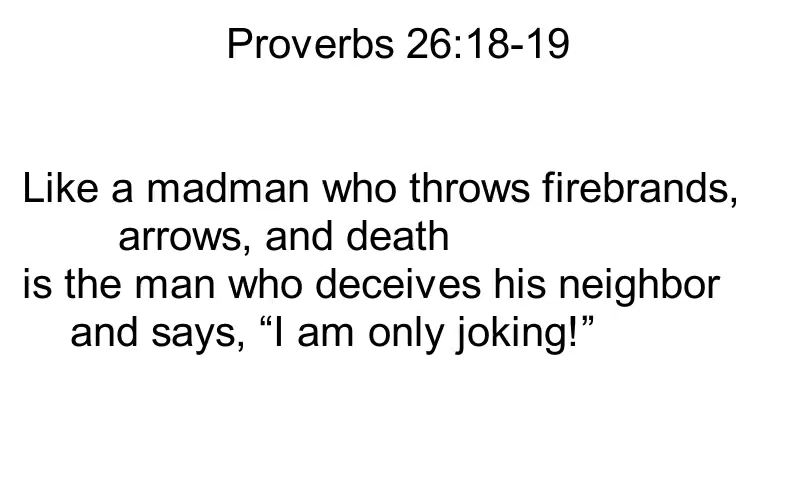 Proverbs 26:18-19
Like a madman who throws firebrands,
arrows, and death
is the man who deceives his neighbor
and says, “I am only joking!”